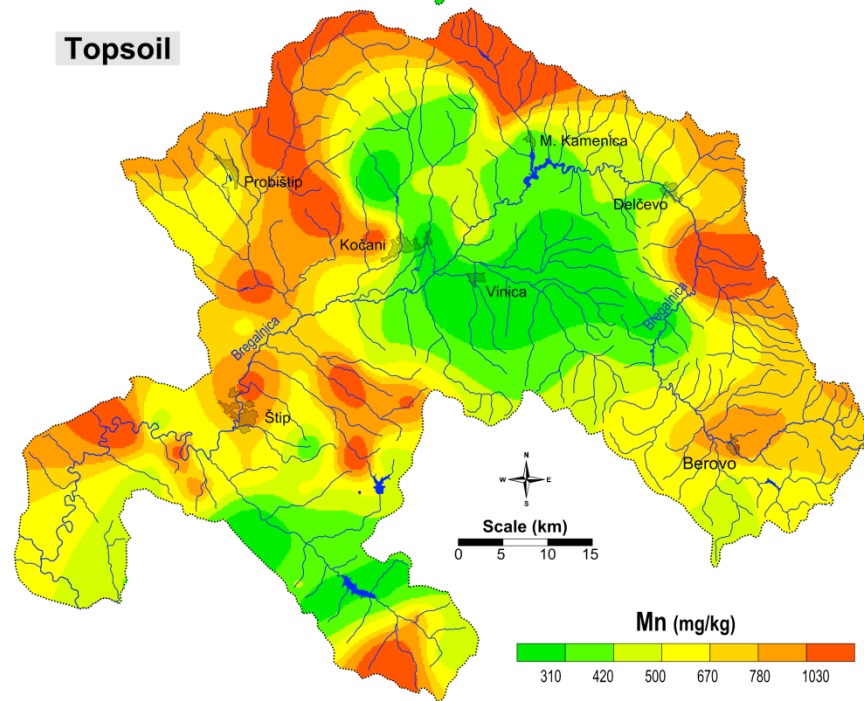 Topsoil
M. Kamenica
Probištip
Delčevo
Kočani
Vinica
Bregalnica
Bregalnica
Štip
Berovo
N
W E
S
Scale (km)
0 5 10 15
Mn (mg/kg)
310 420 500 670 780 1030